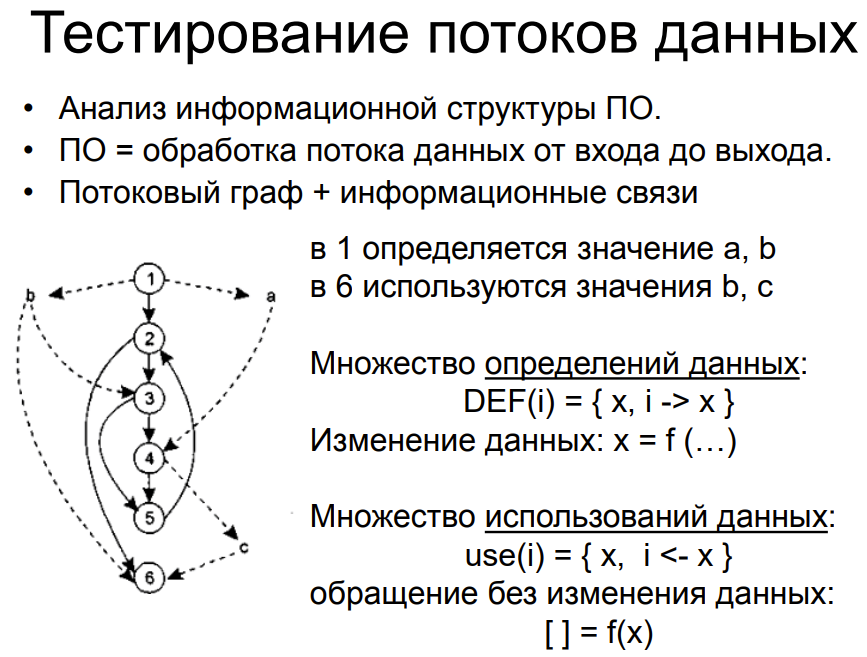 Тестирование потоков данных
• Анализ информационной структуры ПО.
• ПО = обработка потока данных от входа до выхода.
• Потоковый граф + информационные связи
в 1 определяется значение a, b
в 6 используются значения b, c
Множество определений данных:
DEF(i) = { x, i -> x }
Изменение данных: x = f (…)
Множество использований данных:
use(i) = { x, i <- x }
обращение без изменения данных:
[ ] = f(x)
1
b
a
2
3
4
5
c
6